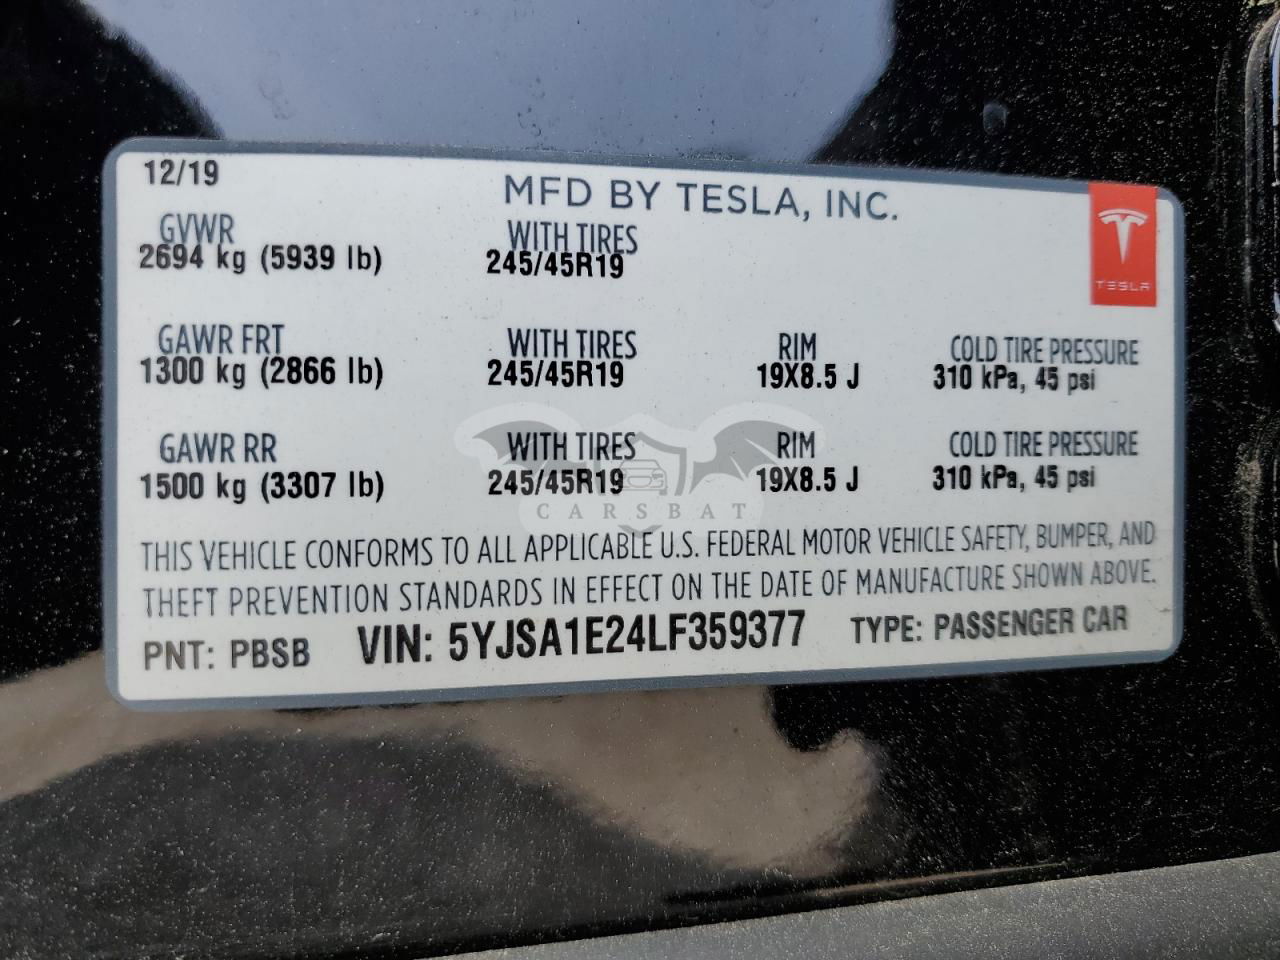 12/19
MFD BY TESLA, INC.
GVWR WITH TIRES
2694 kg (5939 lb) 245/45R19
TESLA
GAWR FRT WITH TIRES RIM COLD TIRE PRESSURE
1300 kg (2866 lb) 245/45R19 19X8.5 J 310 kPa, 45 psi
GAWR RR WITH TIRES RIM COLD TIRE PRESSURE
1500 kg (3307 lb) 245/45R19 19X8.5 J 310 kPa, 45 psi
CARSBAT
THIS VEHICLE CONFORMS TO ALL APPLICABLE U.S. FEDERAL MOTOR VEHICLE SAFETY, BUMPER, AND
THEFT PREVENTION STANDARDS IN EFFECT ON THE DATE OF MANUFACTURE SHOWN ABOVE.
PNT: PBSB VIN: 5YJSA1E24LF359377 TYPE: PASSENGER CAR